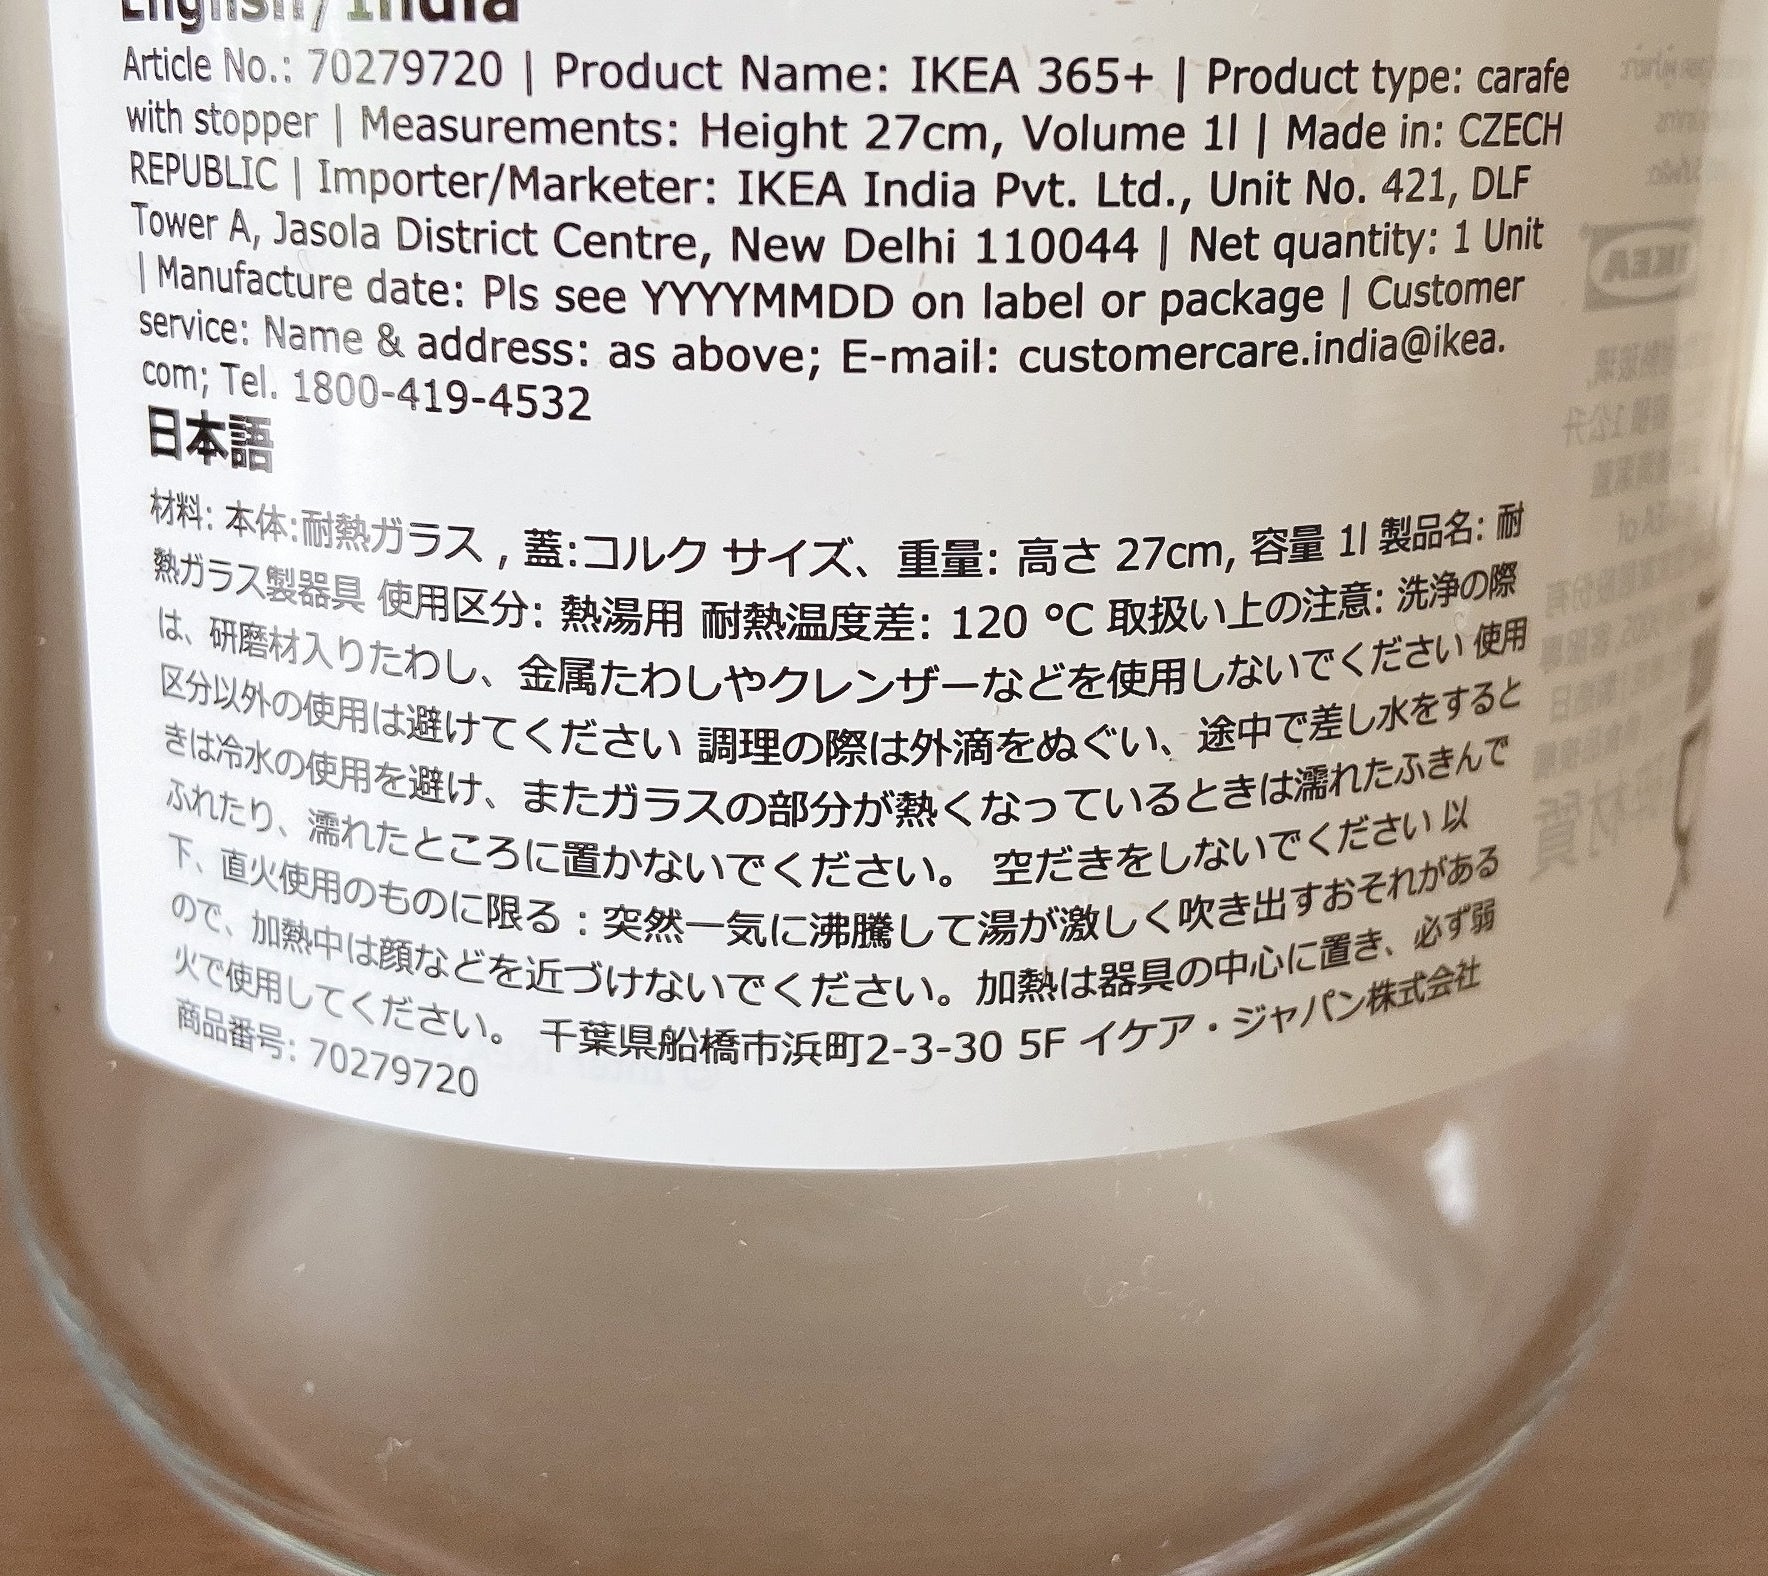 English/India
Article No.: 70279720 | Product Name: IKEA 365+ | Product type: carafe
with stopper | Measurements: Height 27cm, Volume 1l | Made in: CZECH
REPUBLIC | Importer/Marketer: IKEA India Pvt. Ltd., Unit No. 421, DLF
Tower A, Jasola District Centre, New Delhi 110044 | Net quantity: 1 Unit
| Manufacture date: Pls see YYYYMMDD on label or package | Customer
service: Name & address: as above; E-mail: customercare.india@ikea.
com; Tel. 1800-419-4532
日本語
材料: 本体:耐熱ガラス , 蓋:コルク サイズ、重量: 高さ 27cm, 容量 1l 製品名: 耐
熱ガラス製器具 使用区分: 熱湯用 耐熱温度差: 120 °C 取扱い上の注意: 洗浄の際
は、研磨材入りたわし、金属たわしやクレンザーなどを使用しないでください 使用
区分以外の使用は避けてください 調理の際は外滴をぬぐい、途中で差し水をすると
きは冷水の使用を避け、またガラスの部分が熱くなっているときは濡れたふきんで
ふれたり、濡れたところに置かないでください。 空だきをしないでください 以
下、直火使用のものに限る : 突然一気に沸騰して湯が激しく吹き出すおそれがある
ので、加熱中は顔などを近づけないでください。加熱は器具の中心に置き、必ず弱
火で使用してください。 千葉県船橋市浜町2-3-30 5F イケア・ジャパン株式会社
商品番号: 70279720
IKEA